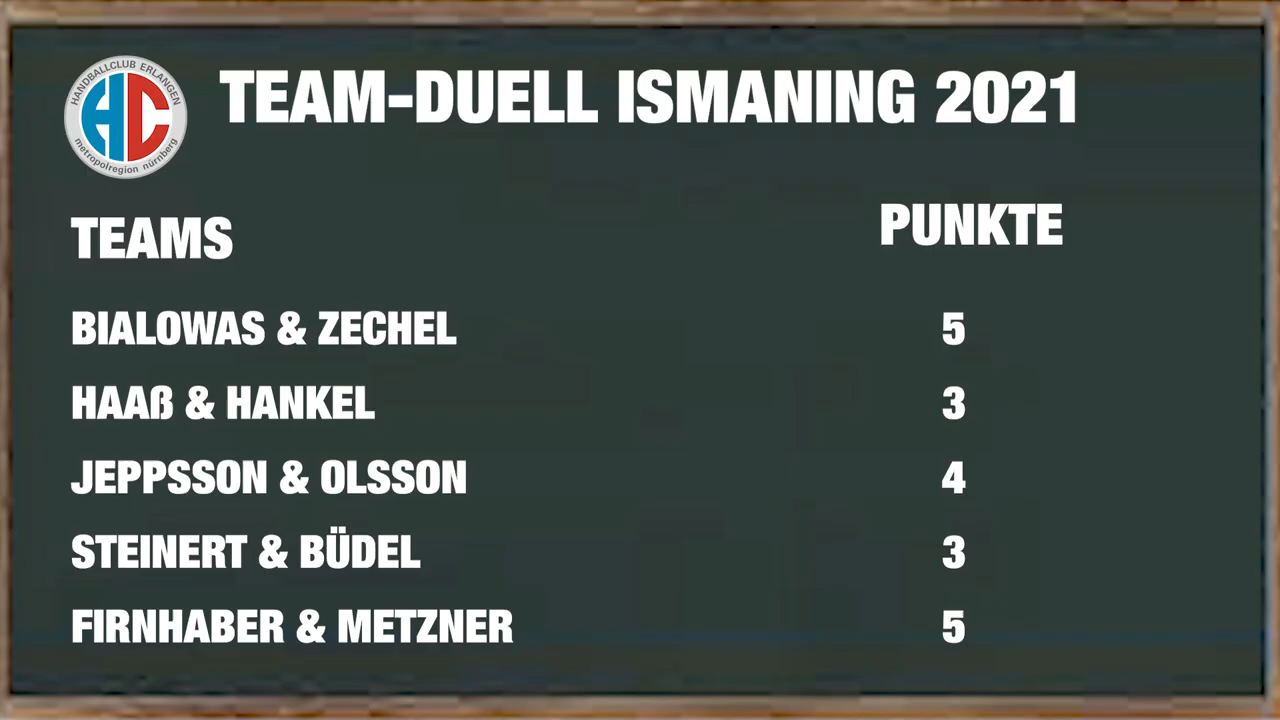 HANDBALLCLUB ERLANGEN
HC
metropolregion nürnberg
TEAM-DUELL ISMANING 2021
TEAMS PUNKTE
BIALOWAS & ZECHEL 5
HAAß & HANKEL 3
JEPPSSON & OLSSON 4
STEINERT & BÜDEL 3
FIRNHABER & METZNER 5